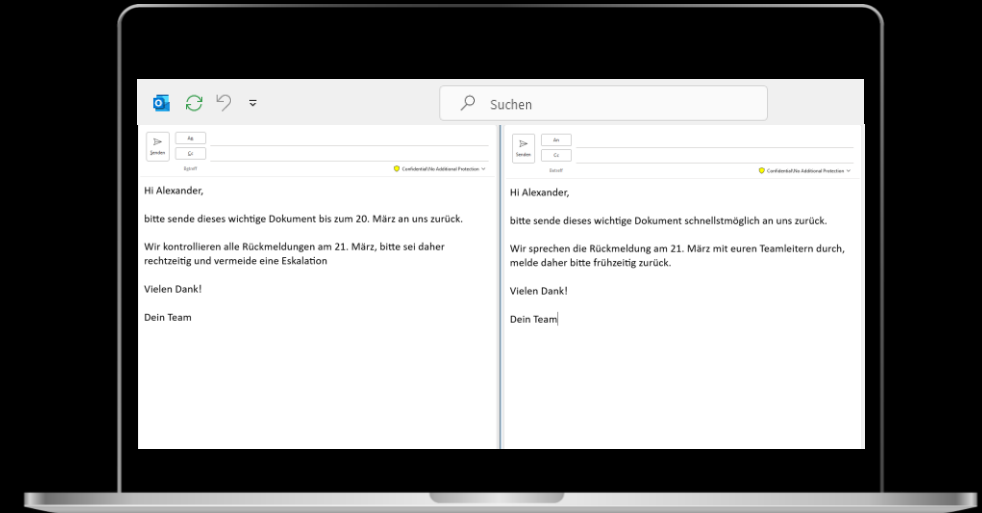 Suchen
Senden
An
Cc
Betreff
Confidential\No Additional Protection
Hi Alexander,
bitte sende dieses wichtige Dokument bis zum 20. März an uns zurück.
Wir kontrollieren alle Rückmeldungen am 21. März, bitte sei daher
rechtzeitig und vermeide eine Eskalation
Vielen Dank!
Dein Team
Senden
An
Cc
Betreff
Confidential\No Additional Protection
Hi Alexander,
bitte sende dieses wichtige Dokument schnellstmöglich an uns zurück.
Wir sprechen die Rückmeldung am 21. März mit euren Teamleitern durch,
melde daher bitte frühzeitig zurück.
Vielen Dank!
Dein Team